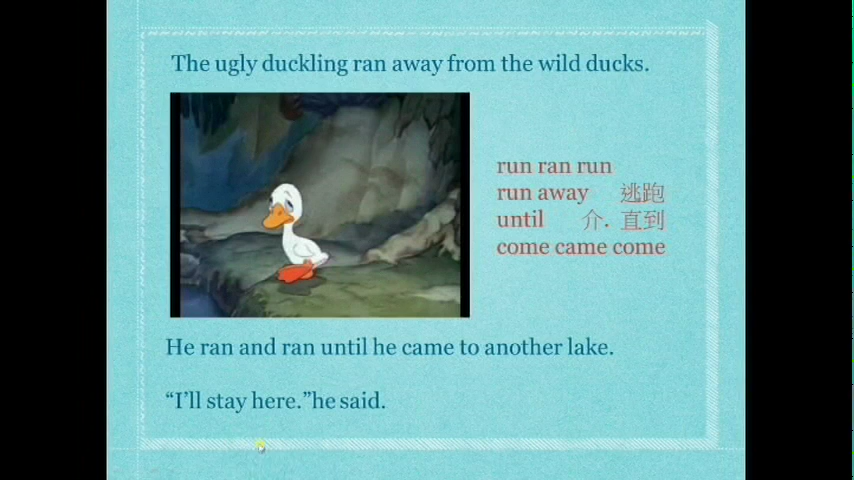 The ugly duckling ran away from the wild ducks.
run ran run
run away 逃跑
until 介. 直到
come came come
He ran and ran until he came to another lake.
“I’ll stay here.”he said.